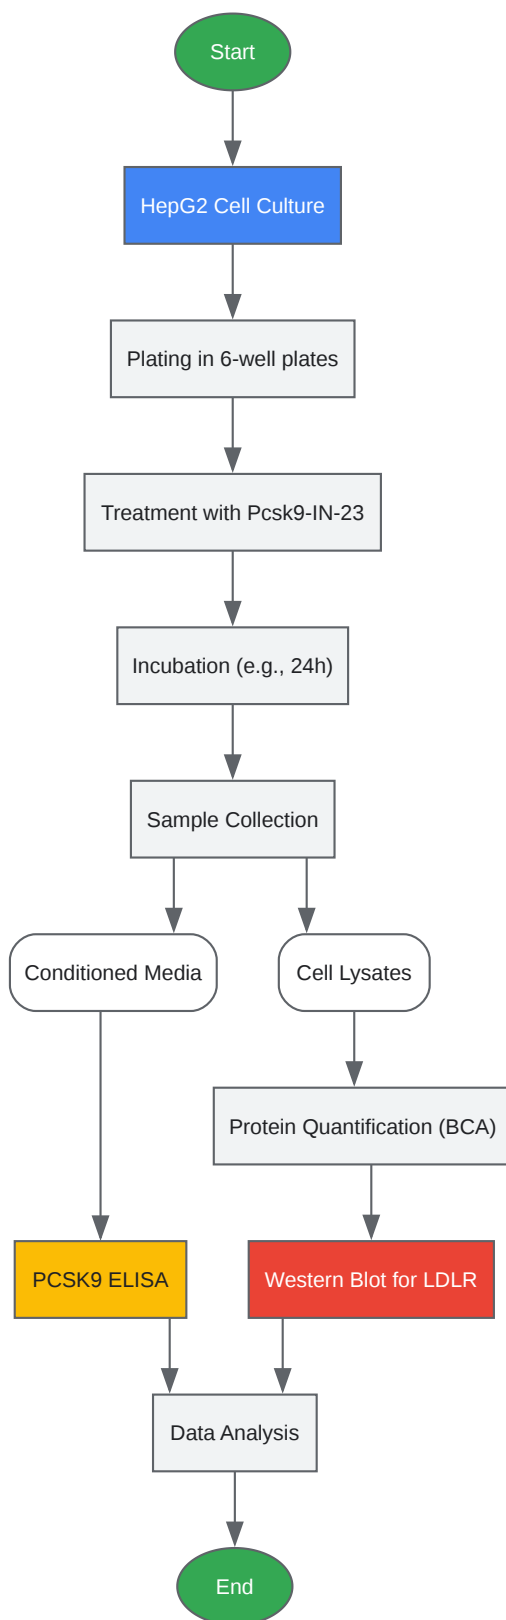 Start
HepG2 Cell Culture
Plating in 6-well plates
Treatment with Pcsk9-IN-23
Incubation (e.g., 24h)
Sample Collection
Conditioned Media
Cell Lysates
Protein Quantification (BCA)
PCSK9 ELISA
Western Blot for LDLR
Data Analysis
End